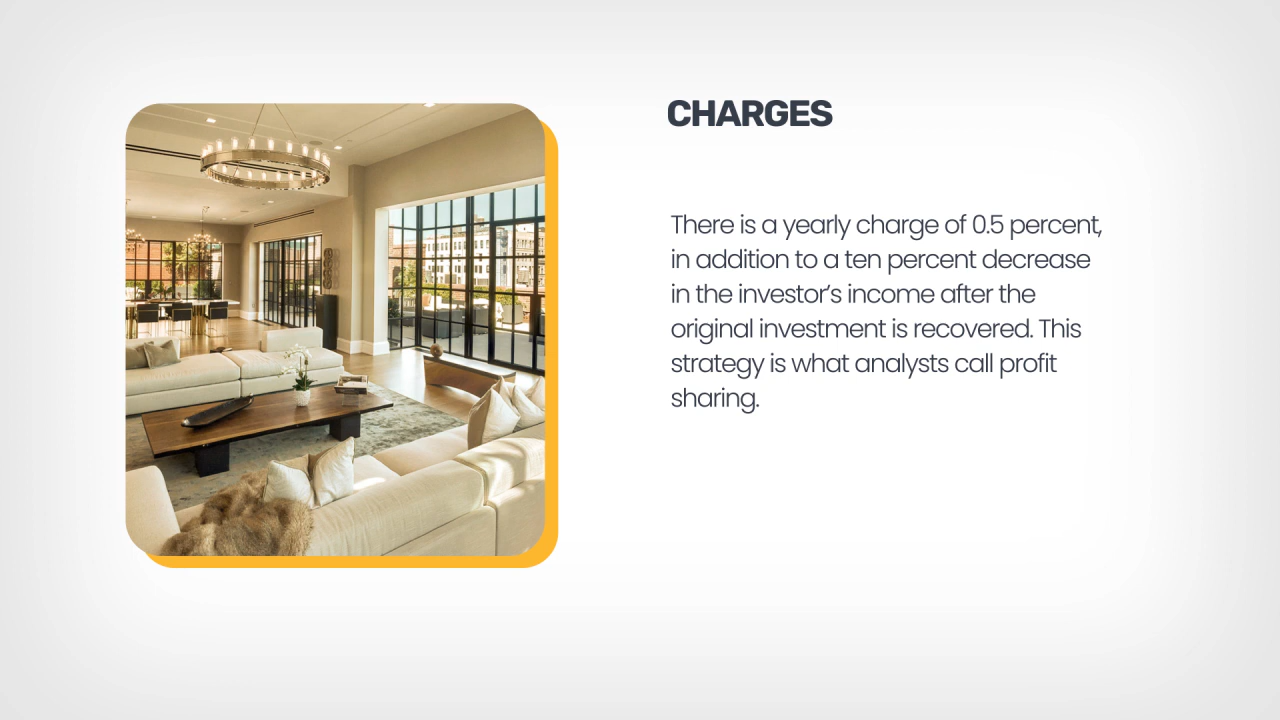 CHARGES
There is a yearly charge of 0.5 percent,
in addition to a ten percent decrease
in the investor’s income after the
original investment is recovered. This
strategy is what analysts call profit
sharing.